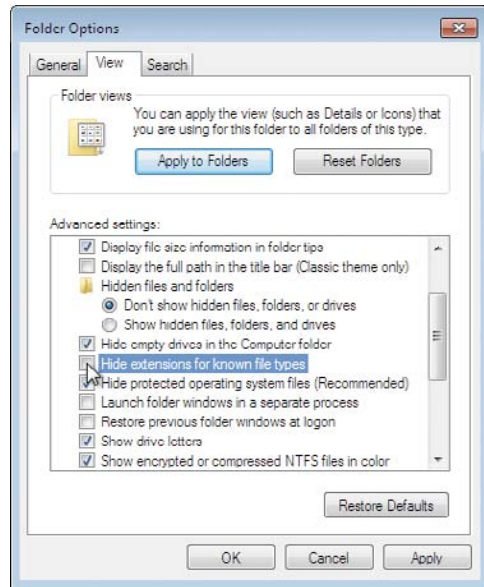 Folder Options
General View Search
Folder views
You can apply the view (such as Details or Icons) that
you are using for this folder to all folders of this type.
Apply to Folders Reset Folders
Advanced settings:
Display file size information in folder tips
Display the full path in the title bar (Classic theme only)
Hidden files and folders
Don't show hidden files, folders, or drives
Show hidden files, folders, and drives
Hide empty drives in the Computer folder
Hide extensions for known file types
Hide protected operating system files (Recommended)
Launch folder windows in a separate process
Restore previous folder windows at logon
Show drive letters
Show encrypted or compressed NTFS files in color
Restore Defaults
OK Cancel Apply